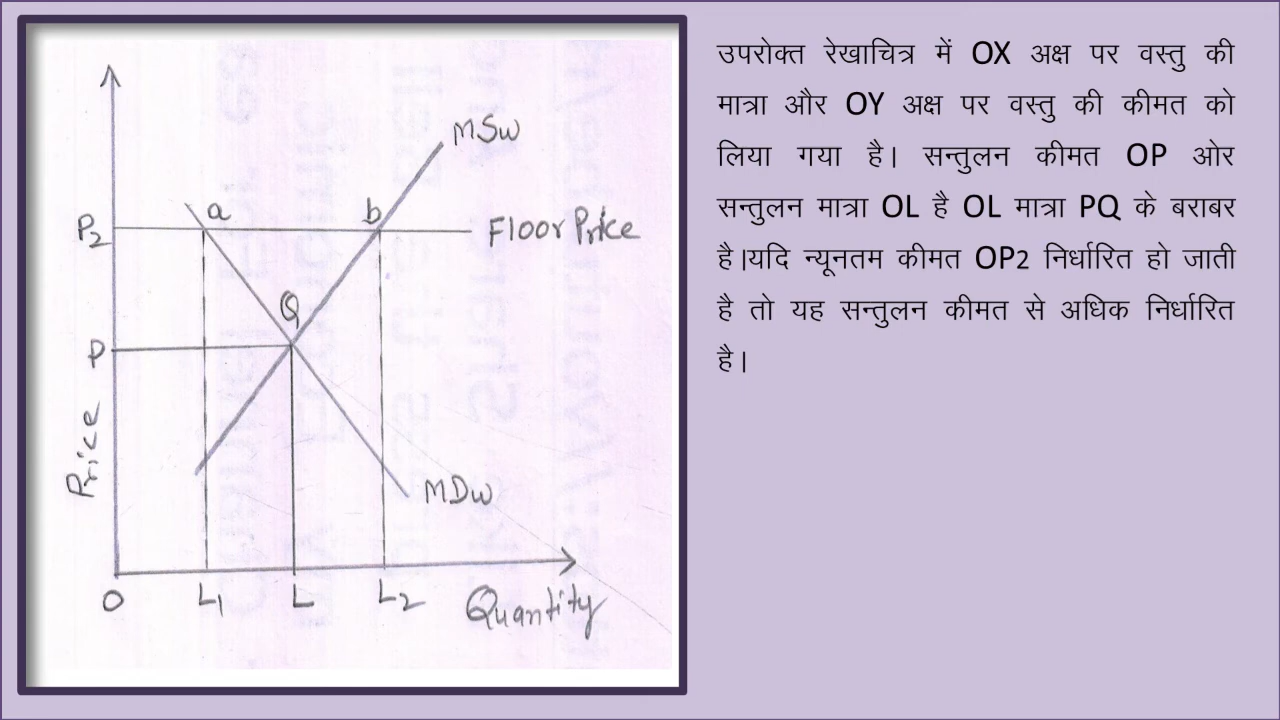 MSw
a
b
P2
Floor Price
Q
P
Price
MDw
O
L1
L
L2
Quantity
उपरोक्त रेखाचित्र में OX अक्ष पर वस्तु की
मात्रा और OY अक्ष पर वस्तु की कीमत को
लिया गया है। सन्तुलन कीमत OP ओर
सन्तुलन मात्रा OL है OL मात्रा PQ के बराबर
है।यदि न्यूनतम कीमत OP2 निर्धारित हो जाती
है तो यह सन्तुलन कीमत से अधिक निर्धारित
है।